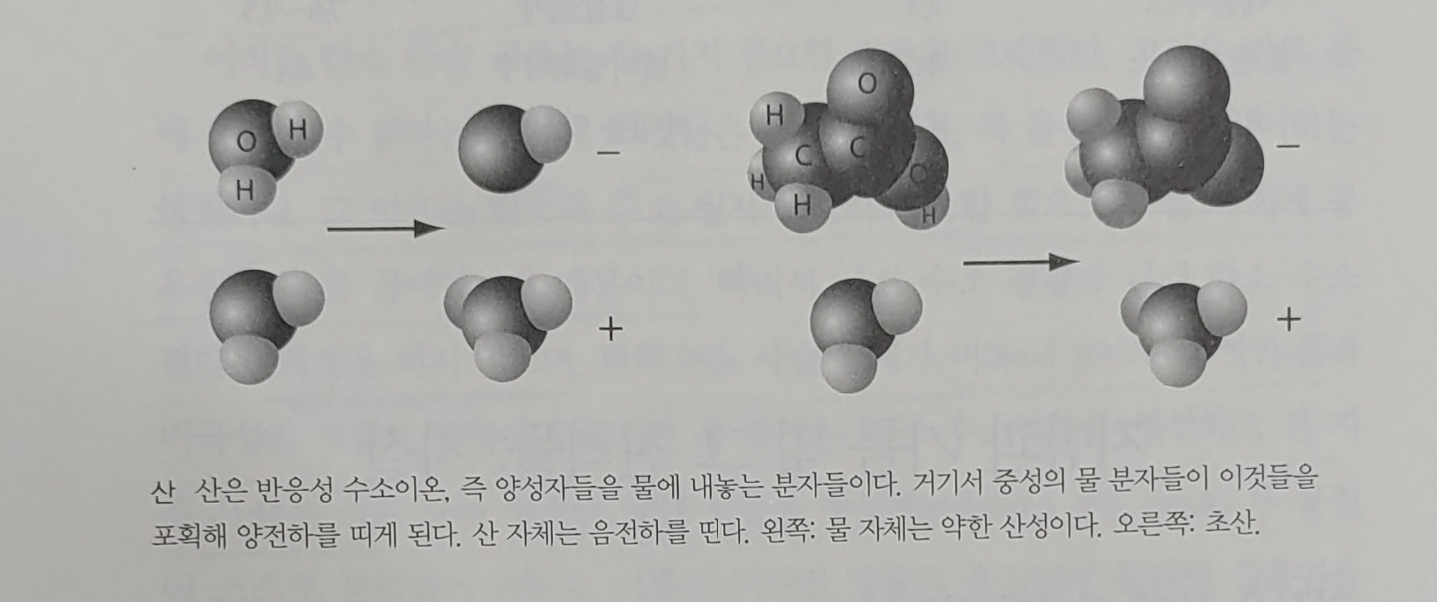 O H
H
−
+
H O
C C
H O
H H
−
+
산 산은 반응성 수소이온, 즉 양성자들을 물에 내놓는 분자들이다. 거기서 중성의 물 분자들이 이것들을
포획해 양전하를 띠게 된다. 산 자체는 음전하를 띤다. 왼쪽: 물 자체는 약한 산성이다. 오른쪽: 초산.